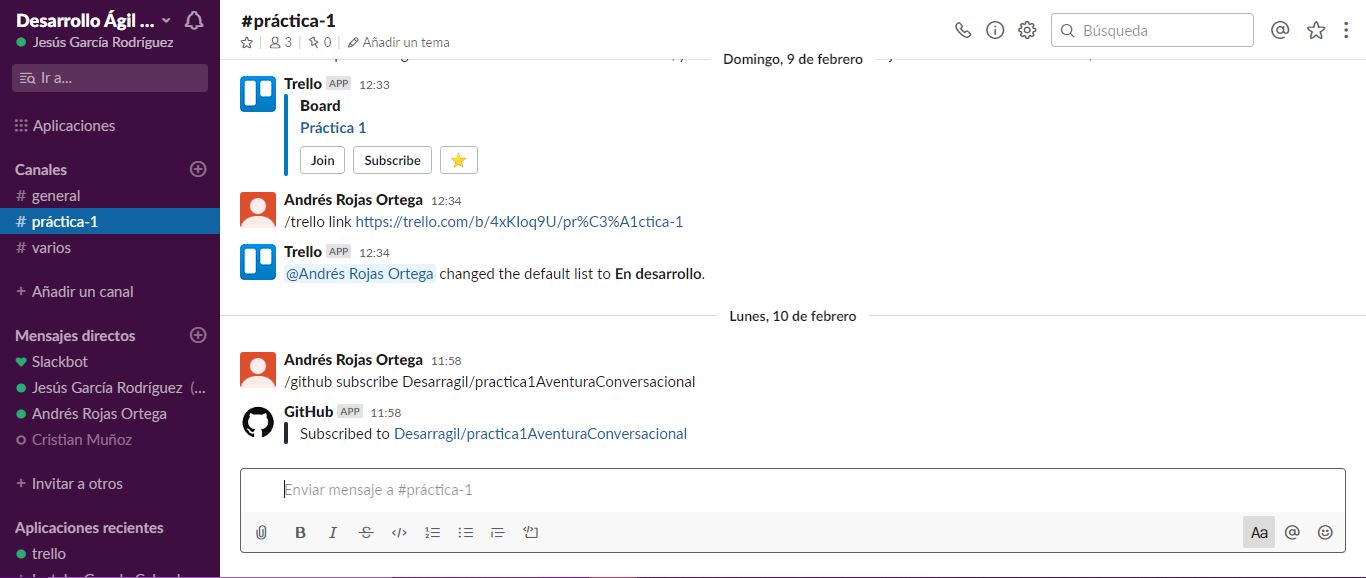 Desarrollo Ágil ...
Jesús García Rodríguez
Ir a...
Aplicaciones
Canales
# general
# práctica-1
# varios
+ Añadir un canal
Mensajes directos
Slackbot
Jesús García Rodríguez (...
Andrés Rojas Ortega
Cristian Muñoz
+ Invitar a otros
Aplicaciones recientes
trello
#práctica-1
3 | 0 | Añadir un tema
Búsqueda
Domingo, 9 de febrero
Trello APP 12:33
Board
Práctica 1
Join Subscribe
Andrés Rojas Ortega 12:34
/trello link https://trello.com/b/4xKIoq9U/pr%C3%A1ctica-1
Trello APP 12:34
@Andrés Rojas Ortega changed the default list to En desarrollo.
Lunes, 10 de febrero
Andrés Rojas Ortega 11:58
/github subscribe Desarragil/practica1AventuraConversacional
GitHub APP 11:58
Subscribed to Desarragil/practica1AventuraConversacional
Enviar mensaje a #práctica-1
B I S </> Aa @